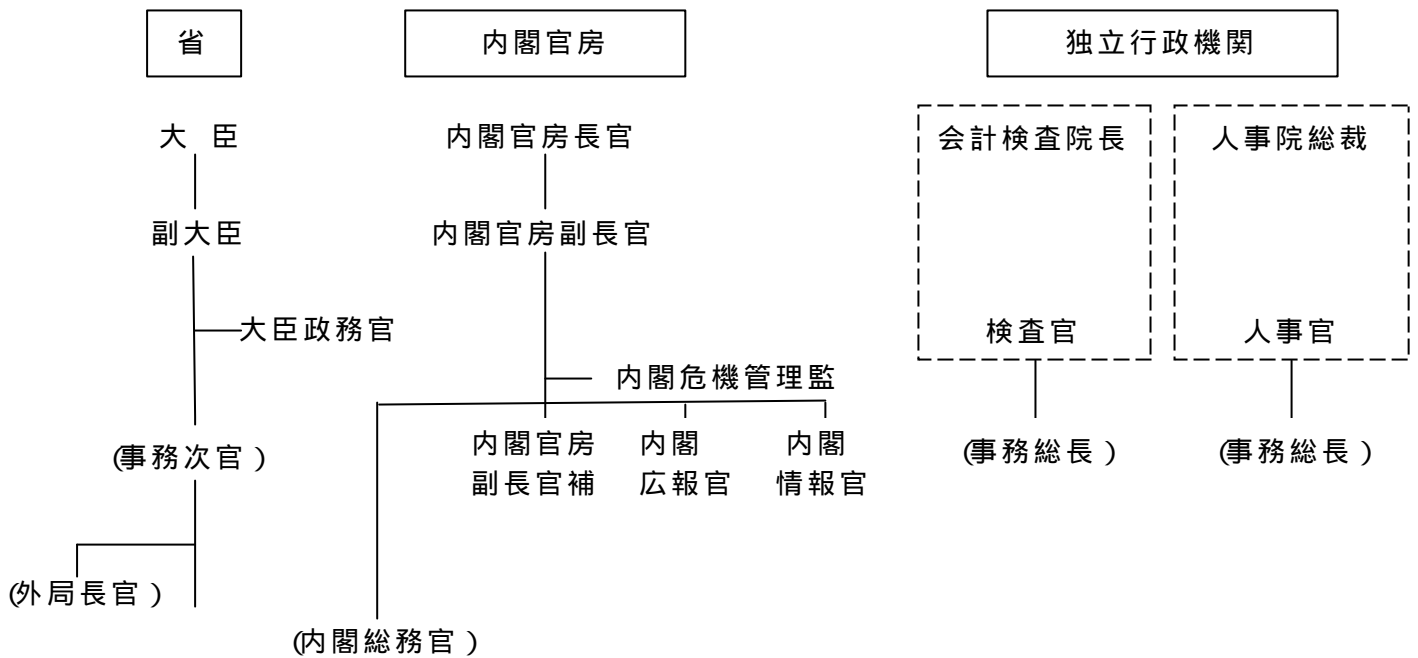 省
内閣官房
独立行政機関
大　臣
内閣官房長官
会計検査院長
人事院総裁
副大臣
内閣官房副長官
大臣政務官
検査官
人事官
内閣危機管理監
(事務次官)
内閣官房
副長官補
内閣
広報官
内閣
情報官
(事務総長)
(事務総長)
(外局長官)
(内閣総務官)